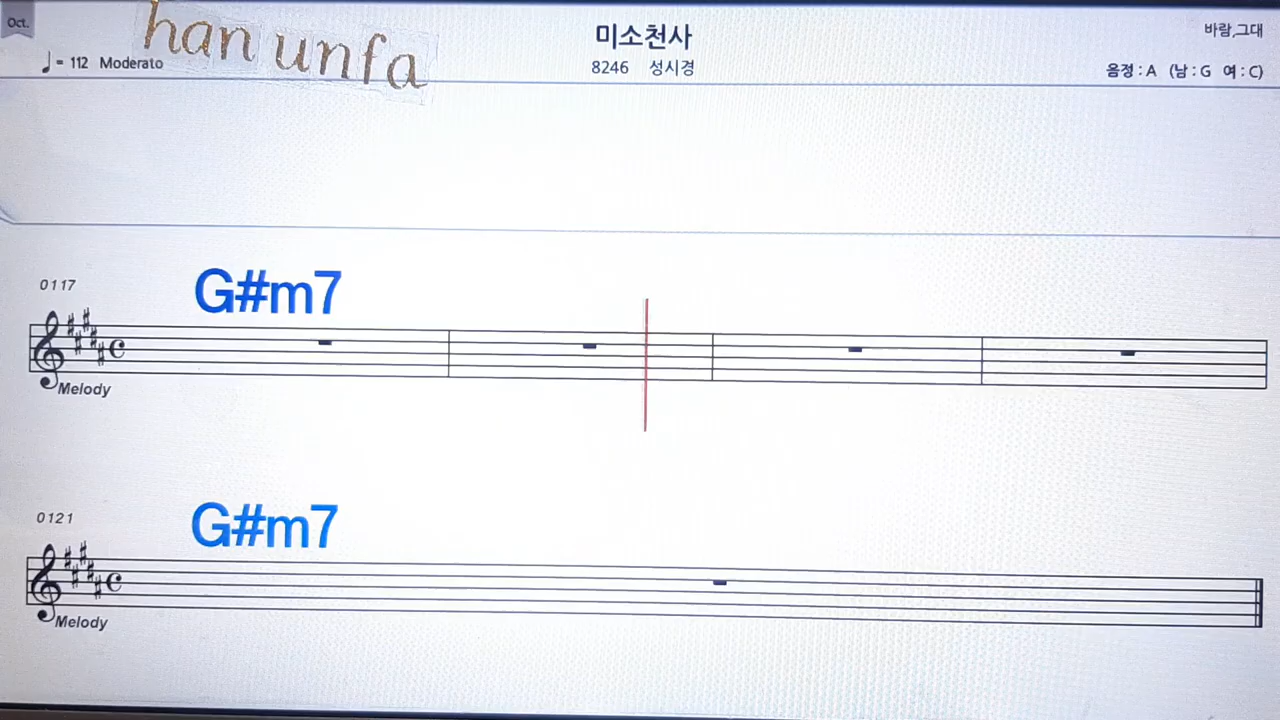 Oct.
han unfa
미소천사
바람,그대
♩= 112 Moderato
8246 성시경
음정 : A (남 : G 여 : C)
0117
G#m7
Melody
0121
G#m7
Melody